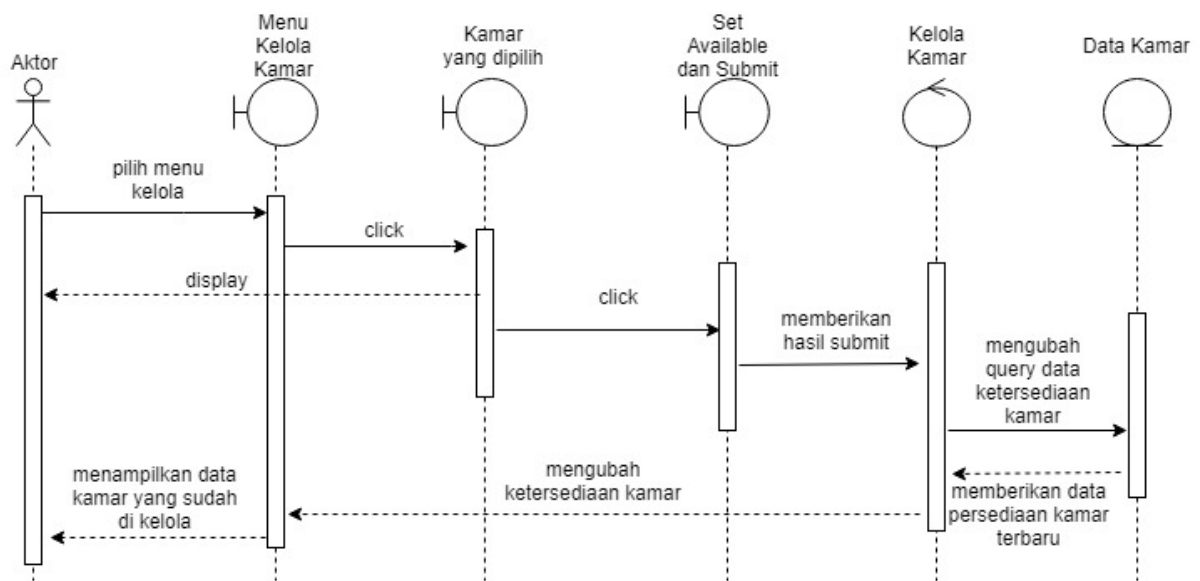 Aktor
Menu
Kelola
Kamar
Kamar
yang dipilih
Set
Available
dan Submit
Kelola
Kamar
Data Kamar
pilih menu
kelola
click
display
click
memberikan
hasil submit
mengubah
query data
ketersediaan
kamar
memberikan data
persediaan kamar
terbaru
mengubah
ketersediaan kamar
menampilkan data
kamar yang sudah
di kelola